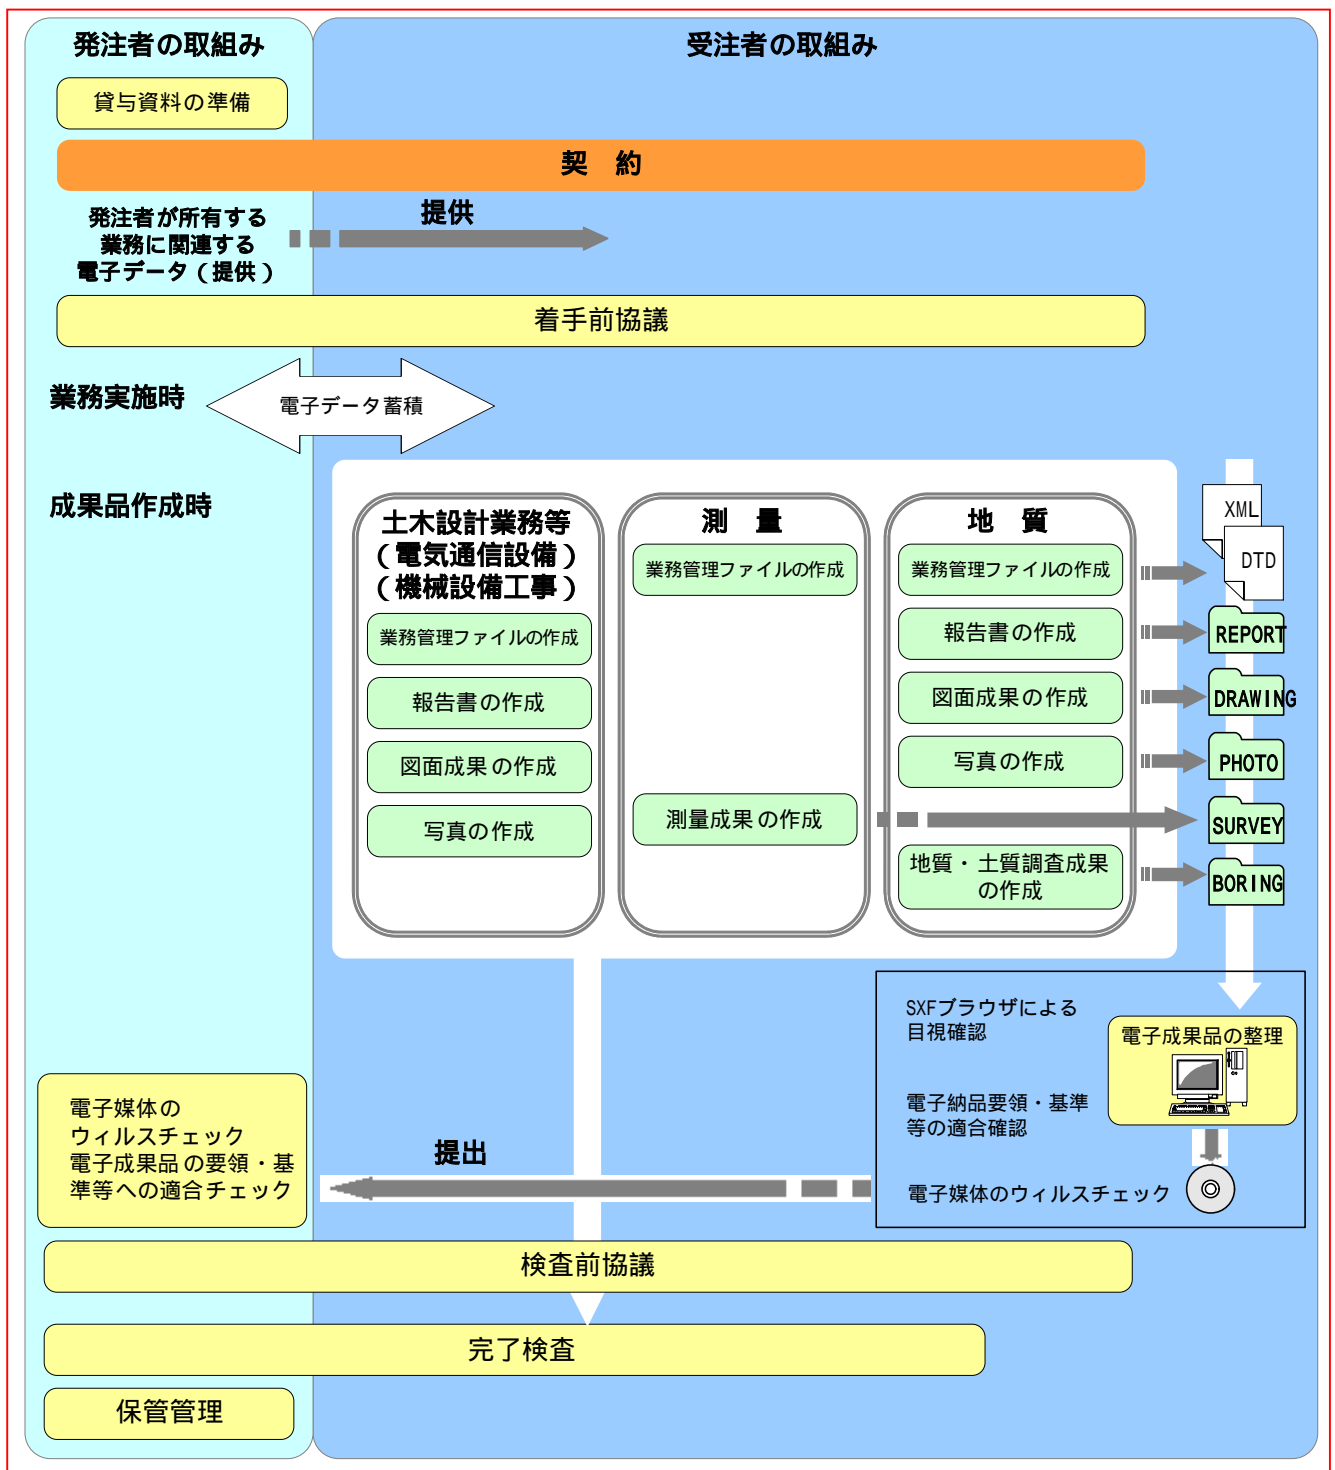 発注者の取組み
受注者の取組み
貸与資料の準備
契　約
発注者が所有する
業務に関連する
電子データ（提供）
提供
着手前協議
業務実施時
電子データ蓄積
成果品作成時
土木設計業務等
（電気通信設備）
（機械設備工事）
業務管理ファイルの作成
報告書の作成
図面成果の作成
写真の作成
測　量
業務管理ファイルの作成
測量成果の作成
地　質
業務管理ファイルの作成
報告書の作成
図面成果の作成
写真の作成
地質・土質調査成果
の作成
XML
DTD
REPORT
DRAWING
PHOTO
SURVEY
BORING
SXFブラウザによる
目視確認
電子成果品の整理
電子納品要領・基準
等の適合確認
電子媒体のウィルスチェック
電子媒体の
ウィルスチェック
電子成果品の要領・基
準等への適合チェック
提出
検査前協議
完了検査
保管管理